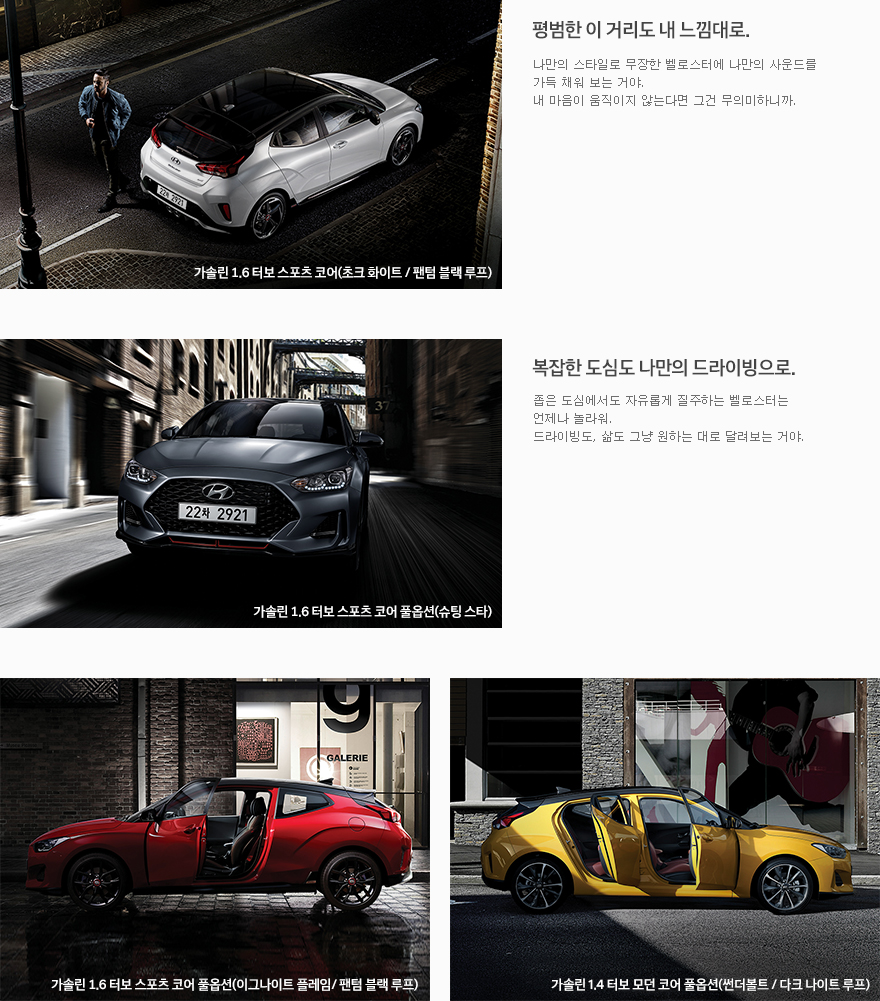 평범한 이 거리도 내 느낌대로.
나만의 스타일로 무장한 벨로스터에 나만의 사운드를
가득 채워 보는 거야.
내 마음이 움직이지 않는다면 그건 무의미하니까.
22차 2921
가솔린 1.6 터보 스포츠 코어(초크 화이트 / 팬텀 블랙 루프)
복잡한 도심도 나만의 드라이빙으로.
좁은 도심에서도 자유롭게 질주하는 벨로스터는
언제나 놀라워.
드라이빙도, 삶도 그냥 원하는 대로 달려보는 거야.
37
22차 2921
가솔린 1.6 터보 스포츠 코어 풀옵션(슈팅 스타)
g
GALERIE
가솔린 1.6 터보 스포츠 코어 풀옵션(이그나이트 플레임/ 팬텀 블랙 루프)
가솔린 1.4 터보 모던 코어 풀옵션(썬더볼트 / 다크 나이트 루프)